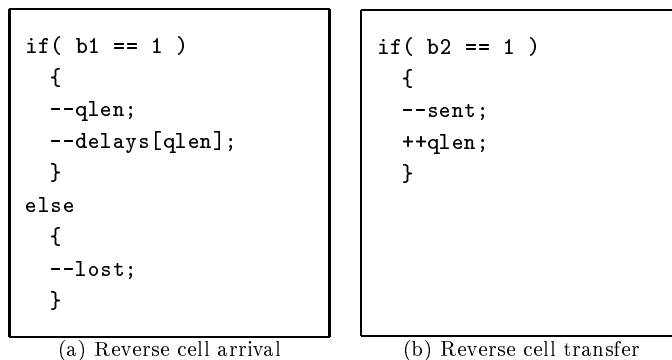 if( b1 == 1 )
{
--qlen;
--delays[qlen];
}
else
{
--lost;
}
(a) Reverse cell arrival
if( b2 == 1 )
{
--sent;
++qlen;
}
(b) Reverse cell transfer